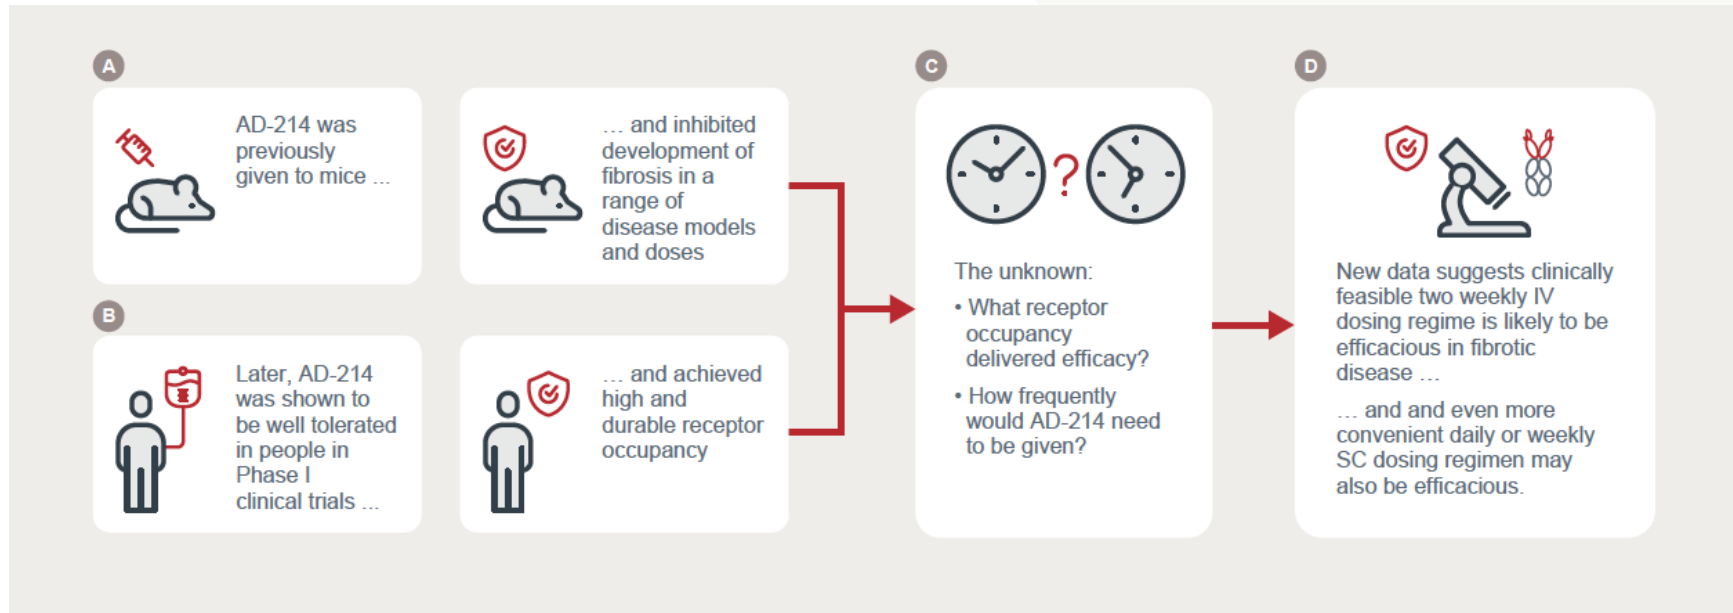 A
AD-214 was
previously
given to mice ...
... and inhibited
development of
fibrosis in a
range of
disease models
and doses
B
Later, AD-214
was shown to
be well tolerated
in people in
Phase I
clinical trials ...
... and achieved
high and
durable receptor
occupancy
C
?
The unknown:
• What receptor
occupancy
delivered efficacy?
• How frequently
would AD-214 need
to be given?
D
New data suggests clinically
feasible two weekly IV
dosing regime is likely to be
efficacious in fibrotic
disease ...
... and and even more
convenient daily or weekly
SC dosing regimen may
also be efficacious.